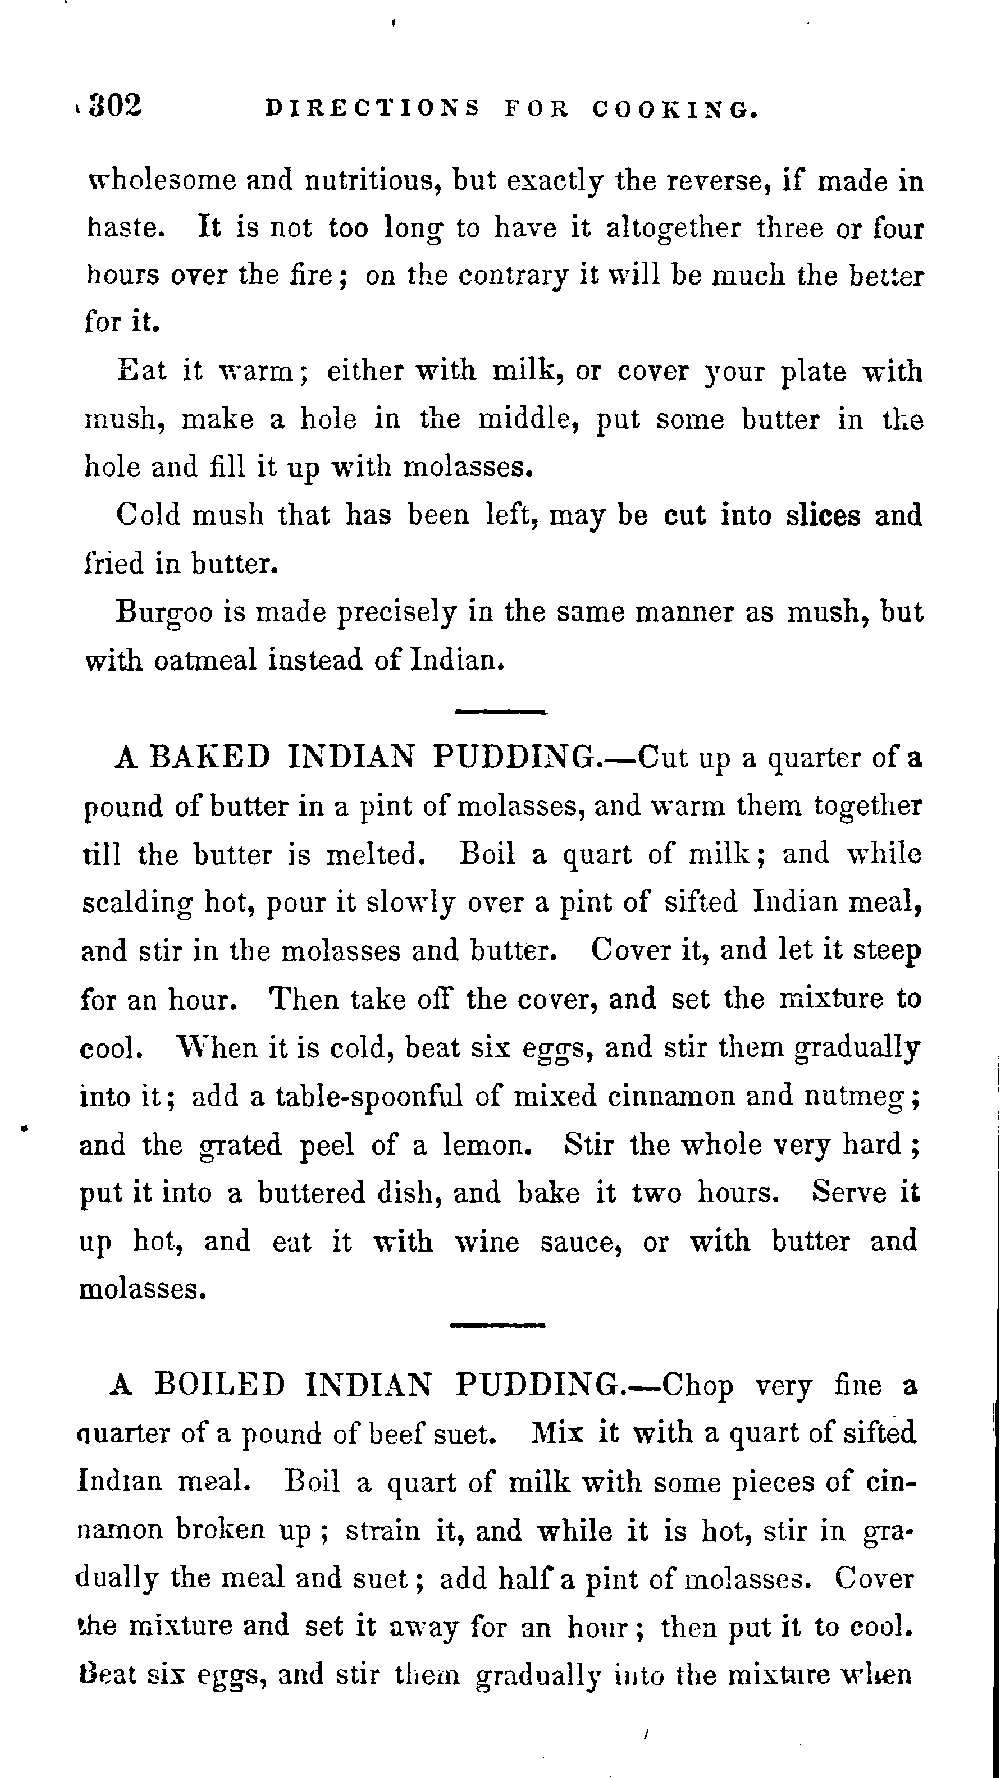 302 DIRECTIONS FOR COOKING.
wholesome and nutritious, but exactly the reverse, if made in
haste. It is not too long to have it altogether three or four
hours over the fire; on the contrary it will be much the better
for it.
Eat it warm; either with milk, or cover your plate with
mush, make a hole in the middle, put some butter in the
hole and fill it up with molasses.
Cold mush that has been left, may be cut into slices and
fried in butter.
Burgoo is made precisely in the same manner as mush, but
with oatmeal instead of Indian.
A BAKED INDIAN PUDDING.—Cut up a quarter of a
pound of butter in a pint of molasses, and warm them together
till the butter is melted. Boil a quart of milk; and while
scalding hot, pour it slowly over a pint of sifted Indian meal,
and stir in the molasses and butter. Cover it, and let it steep
for an hour. Then take off the cover, and set the mixture to
cool. When it is cold, beat six eggs, and stir them gradually
into it; add a table-spoonful of mixed cinnamon and nutmeg;
and the grated peel of a lemon. Stir the whole very hard;
put it into a buttered dish, and bake it two hours. Serve it
up hot, and eat it with wine sauce, or with butter and
molasses.
A BOILED INDIAN PUDDING.—Chop very fine a
quarter of a pound of beef suet. Mix it with a quart of sifted
Indian meal. Boil a quart of milk with some pieces of cin-
namon broken up; strain it, and while it is hot, stir in gra-
dually the meal and suet; add half a pint of molasses. Cover
the mixture and set it away for an hour; then put it to cool.
Beat six eggs, and stir them gradually into the mixture when